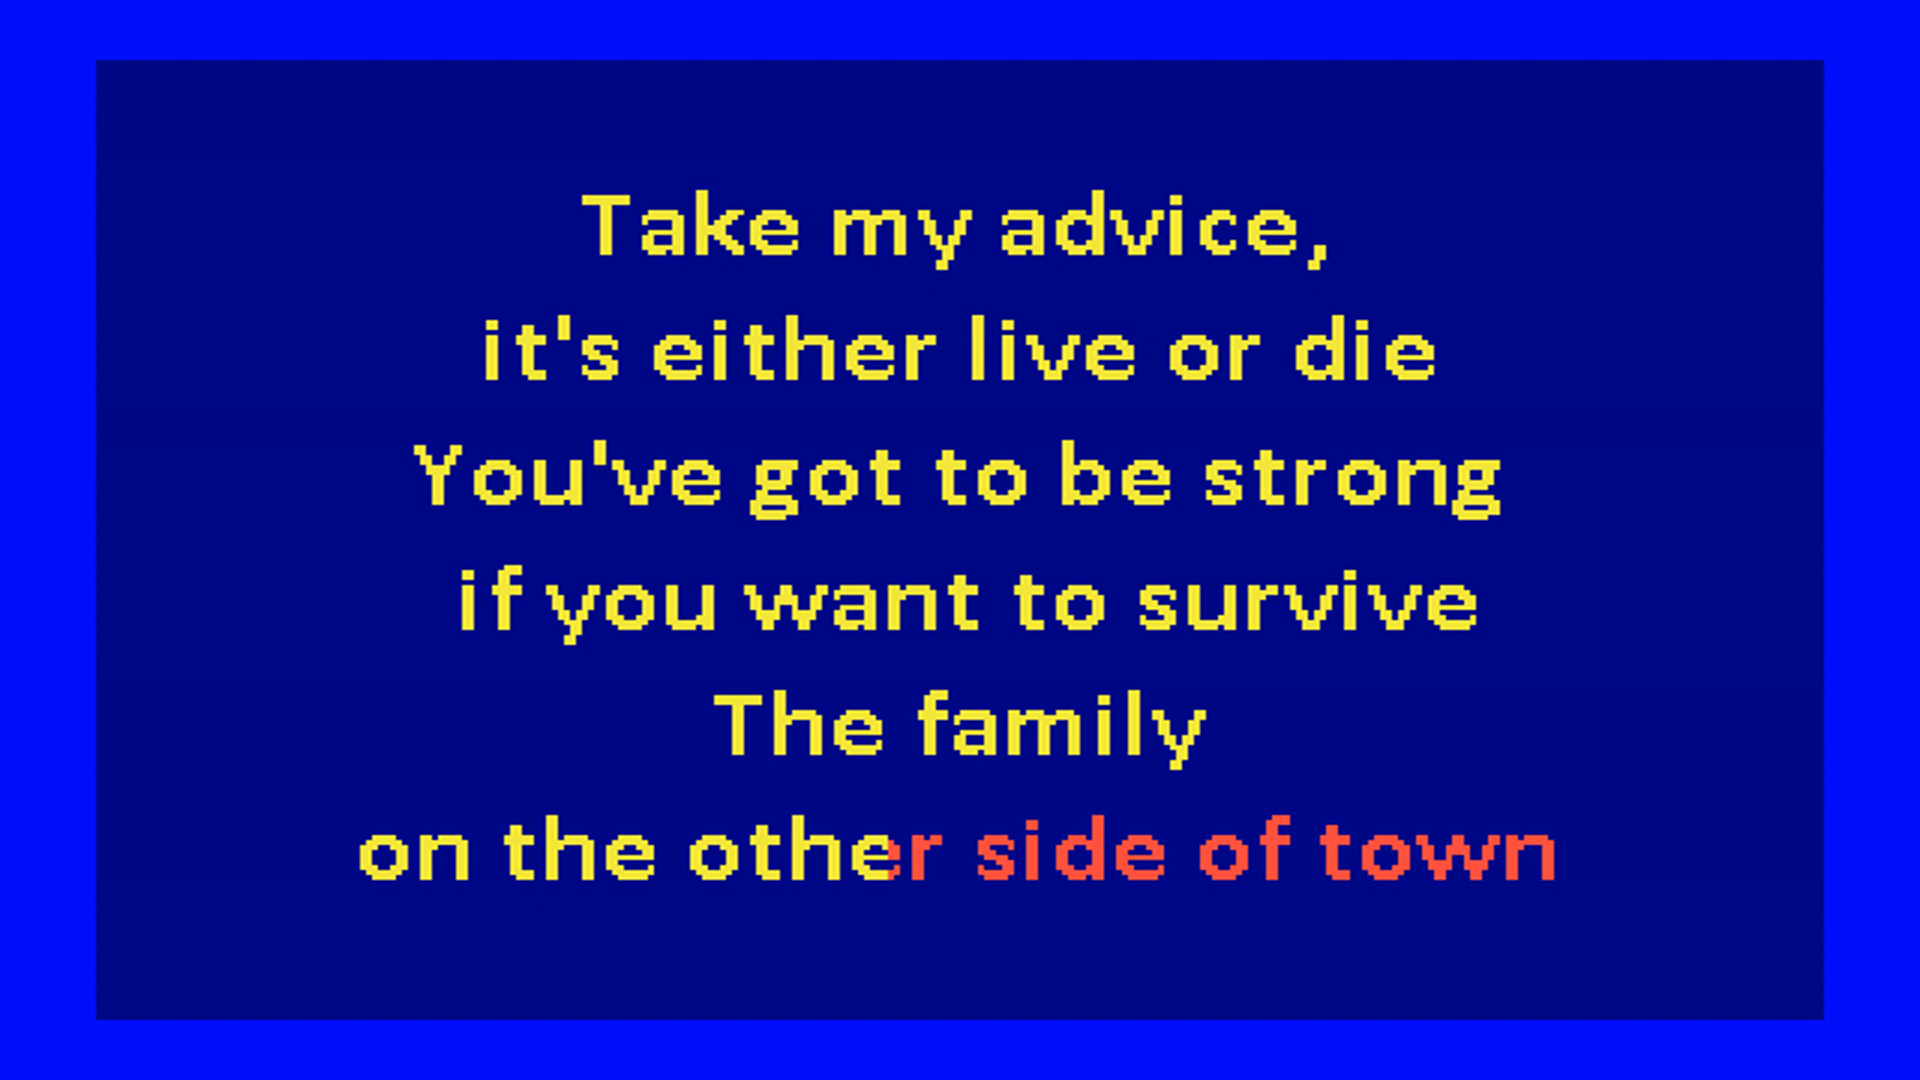 Take my advice,
it's either live or die
You've got to be strong
if you want to survive
The family
on the other side of town